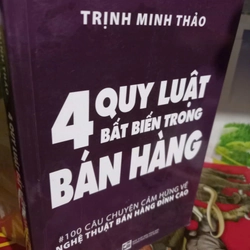 TRỊNH MINH THẢO
4 QUY LUẬT
BẤT BIẾN TRONG
BÁN HÀNG
#100 CÂU CHUYỆN CẢM HỨNG VỀ
NGHỆ THUẬT BÁN HÀNG ĐỈNH CAO